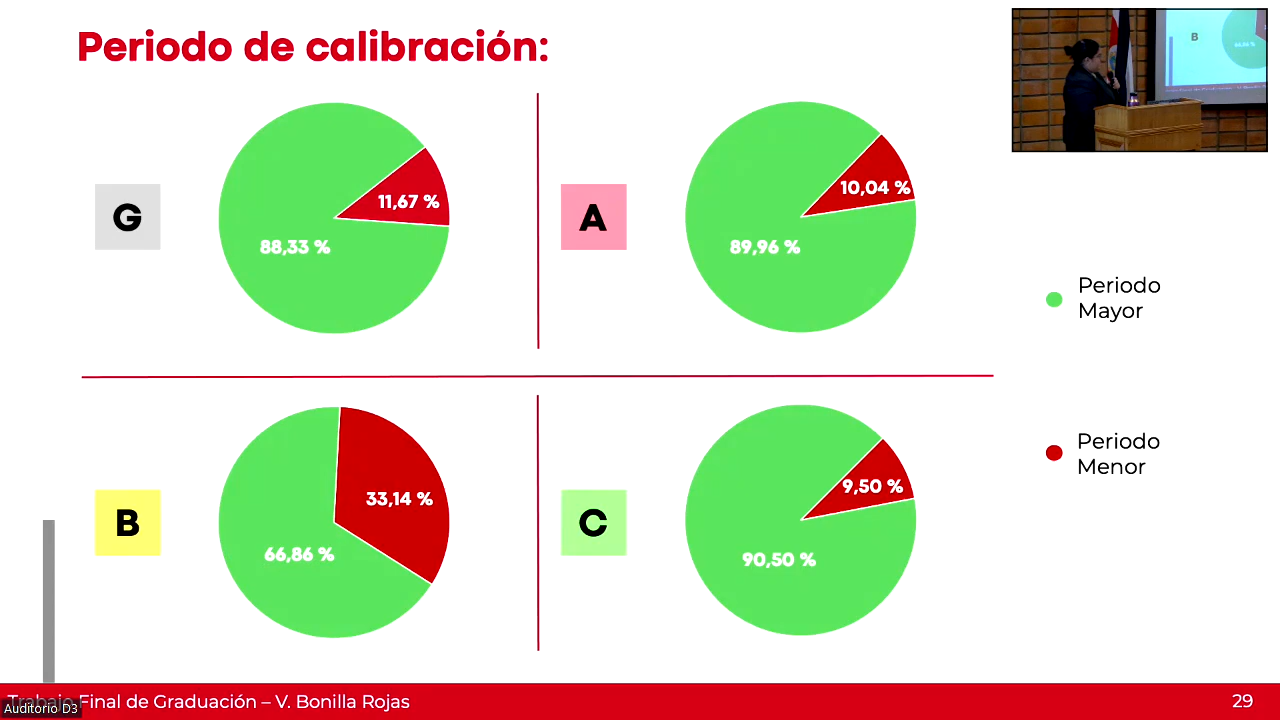 Periodo de calibración:
G
11,67 %
88,33 %
A
10,04 %
89,96 %
B
33,14 %
66,86 %
C
9,50 %
90,50 %
Periodo
Mayor
Periodo
Menor
B
Trabajo Final de Graduación – V. Bonilla Rojas
29
Auditorio D3